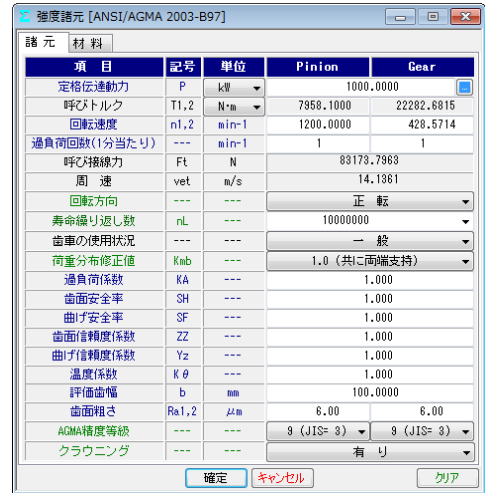 Σ 強度諸元 [ANSI/AGMA 2003-B97]
諸 元 材 料
項 目 記号 単位 Pinion Gear
定格伝達動力 P kW 1000.0000 ...
呼びトルク T1,2 N・m 7958.1000 22282.6815
回転速度 n1,2 min-1 1200.0000 428.5714
過負荷回数(1分当たり) --- min-1 1 1
呼び接線力 Ft N 83173.7963
周 速 vet m/s 14.1361
回転方向 --- --- 正 転
寿命繰り返し数 nL --- 10000000
歯車の使用状況 --- --- 一 般
荷重分布修正値 Kmb --- 1.0 (共に両端支持)
過負荷係数 KA --- 1.000
歯面安全率 SH --- 1.000
曲げ安全率 SF --- 1.000
歯面信頼度係数 ZZ --- 1.000
曲げ信頼度係数 Yz --- 1.000
温度係数 Kθ --- 1.000
評価歯幅 b mm 100.0000
歯面粗さ Ra1,2 μm 6.00 6.00
AGMA精度等級 --- --- 9 (JIS= 3) 9 (JIS= 3)
クラウニング --- --- 有 り
確定 キャンセル クリア